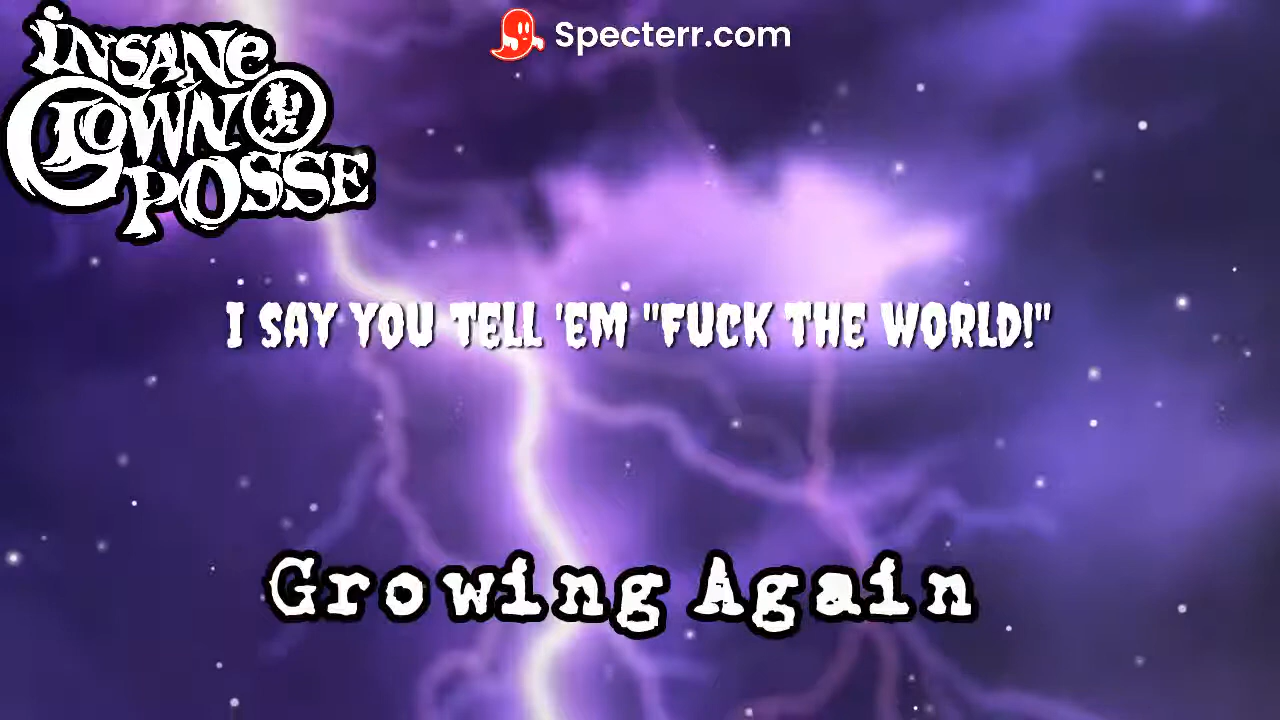 iNSANe
CLOWN
POSSE
Specterr.com
I SAY YOU TELL 'EM "FUCK THE WORLD!"
Growing Again